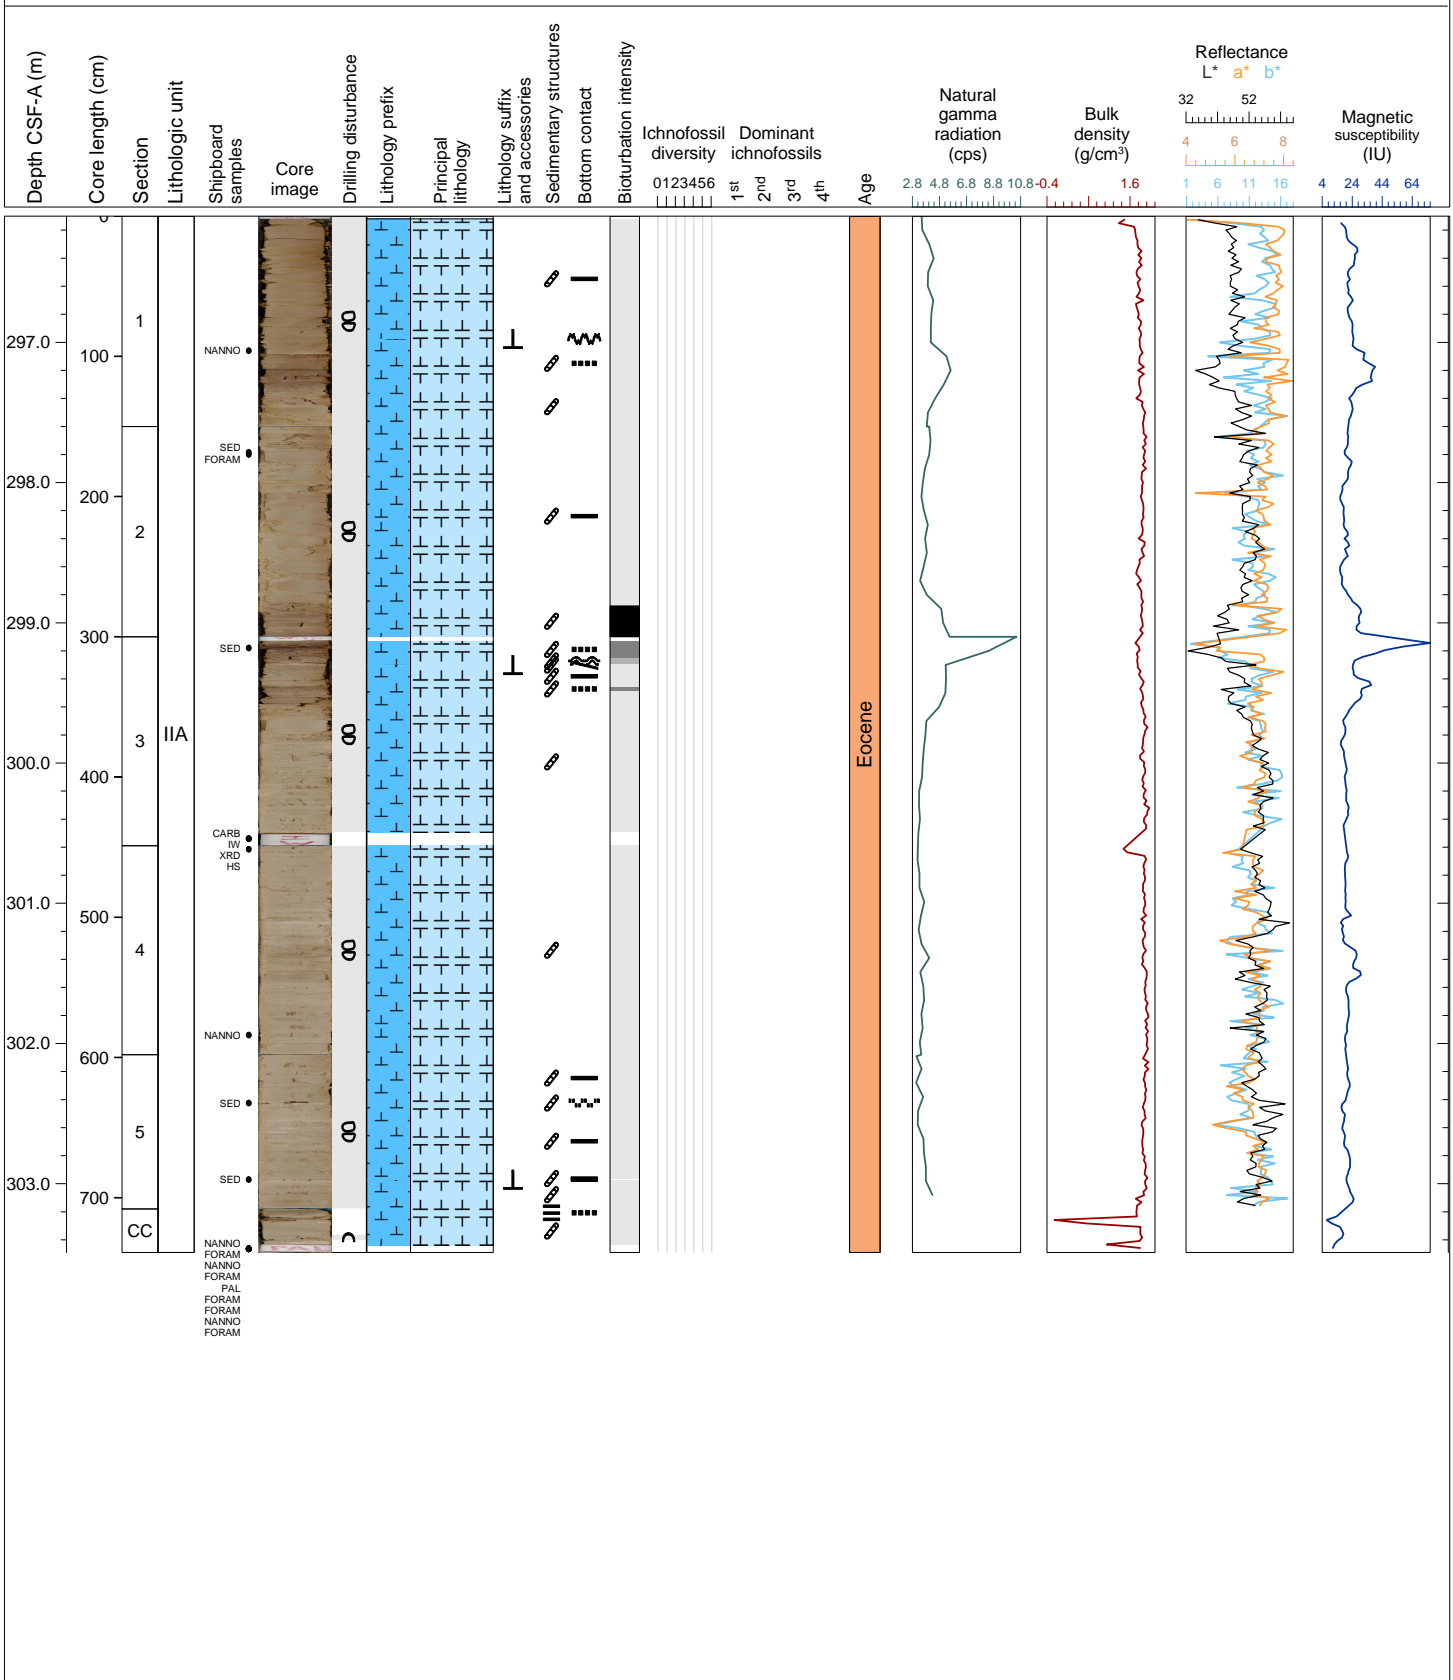 Depth CSF-A (m)
Core length (cm)
Section
Lithologic unit
Shipboard
samples
Core
image
Drilling disturbance
Lithology prefix
Principal
lithology
Lithology suffix
and accessories
Sedimentary structures
Bottom contact
Bioturbation intensity
Ichnofossil
diversity
0123456
Dominant
ichnofossils
1st
2nd
3rd
4th
Age
Natural
gamma
radiation
(cps)
2.8 4.8 6.8 8.8 10.8
Bulk
density
(g/cm³)
-0.4 1.6
Reflectance
L* a* b*
32 52
4 6 8
1 6 11 16
Magnetic
susceptibility
(IU)
4 24 44 64
0
1
297.0
NANNO
100
SED
FORAM
298.0
200
2
299.0
300
SED
IIA
3
300.0
400
Eocene
CARB
IW
XRD
HS
301.0
500
4
NANNO
302.0
600
SED
5
SED
303.0
700
CC
NANNO
FORAM
NANNO
FORAM
PAL
FORAM
FORAM
NANNO
FORAM